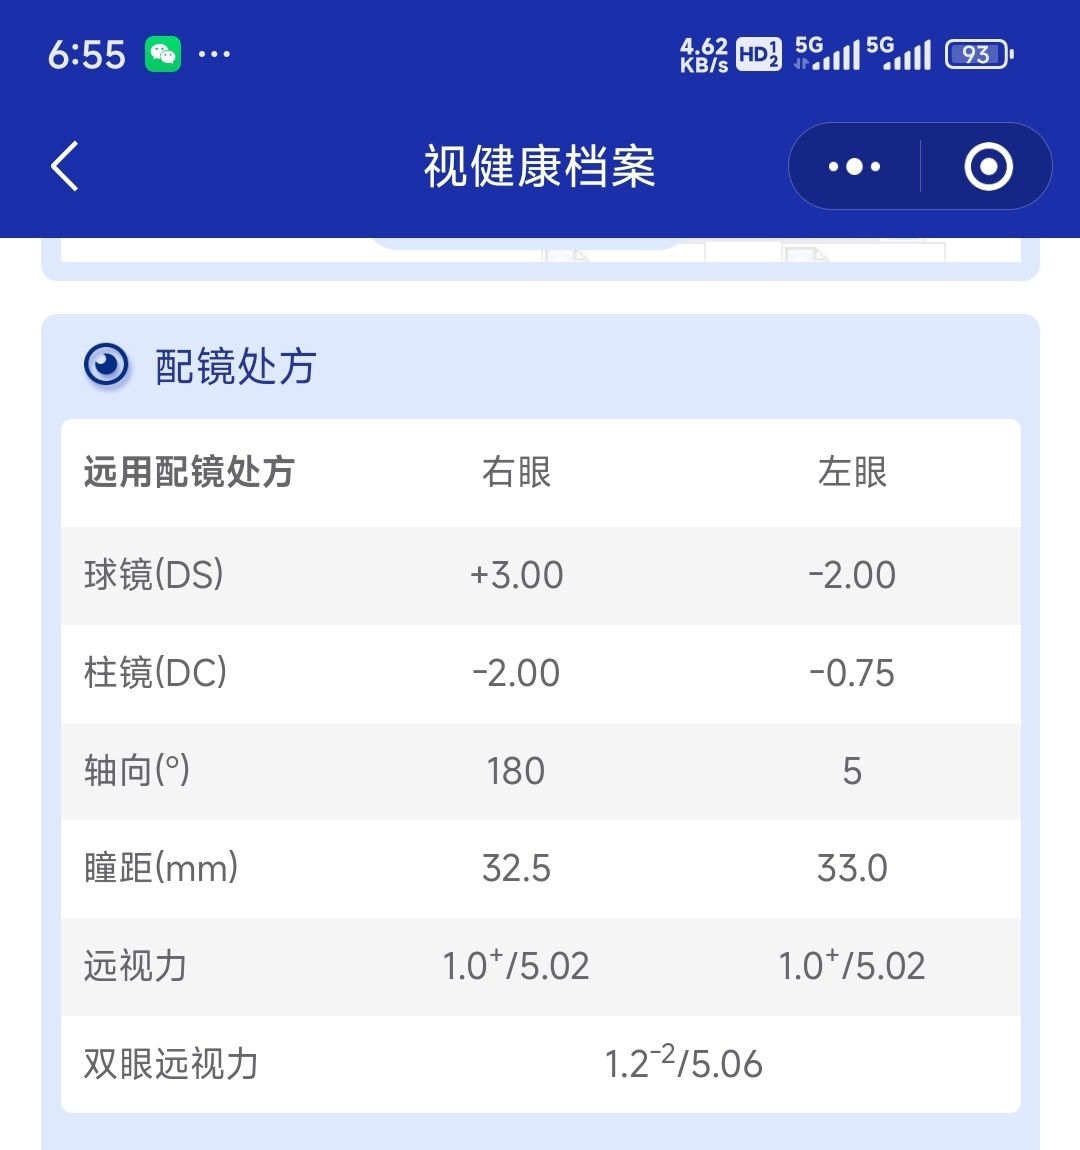 6:55 ... 4.62 KB/s HD 1 2 5G 5G 93
视健康档案
配镜处方
远用配镜处方 右眼 左眼
球镜(DS) +3.00 -2.00
柱镜(DC) -2.00 -0.75
轴向(°) 180 5
瞳距(mm) 32.5 33.0
远视力 1.0⁺/5.02 1.0⁺/5.02
双眼远视力 1.2⁻²/5.06